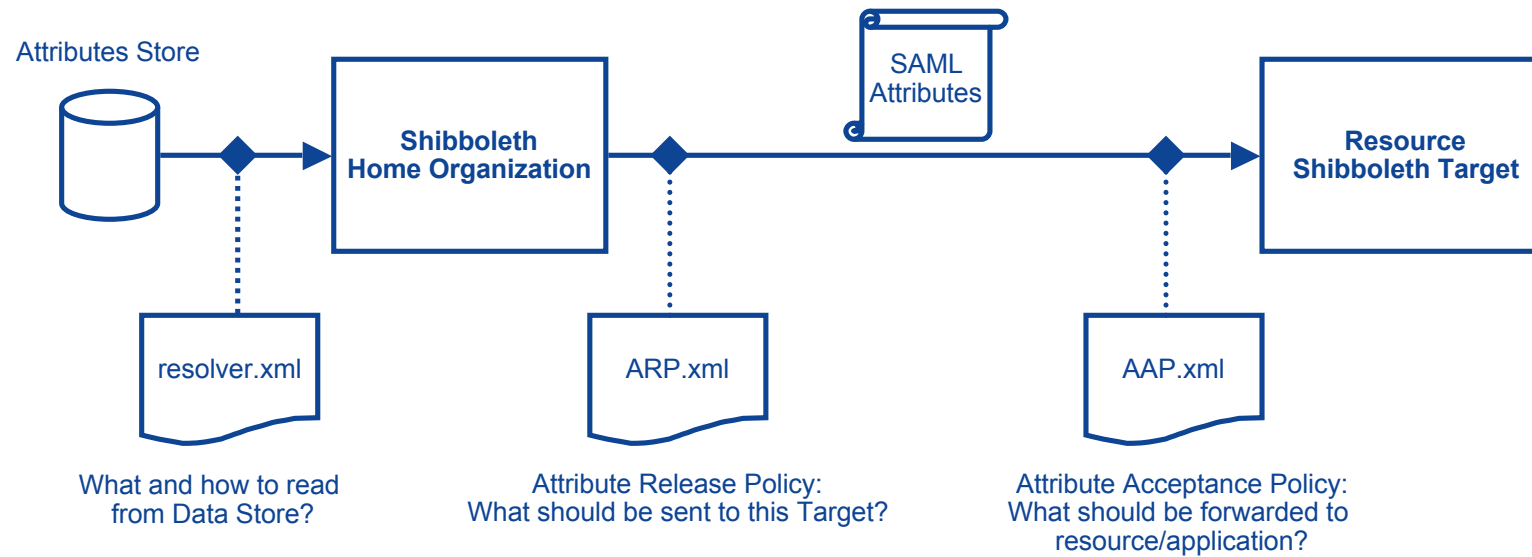 Attributes Store
Shibboleth
Home Organization
SAML
Attributes
Resource
Shibboleth Target
resolver.xml
ARP.xml
AAP.xml
What and how to read
from Data Store?
Attribute Release Policy:
What should be sent to this Target?
Attribute Acceptance Policy:
What should be forwarded to
resource/application?